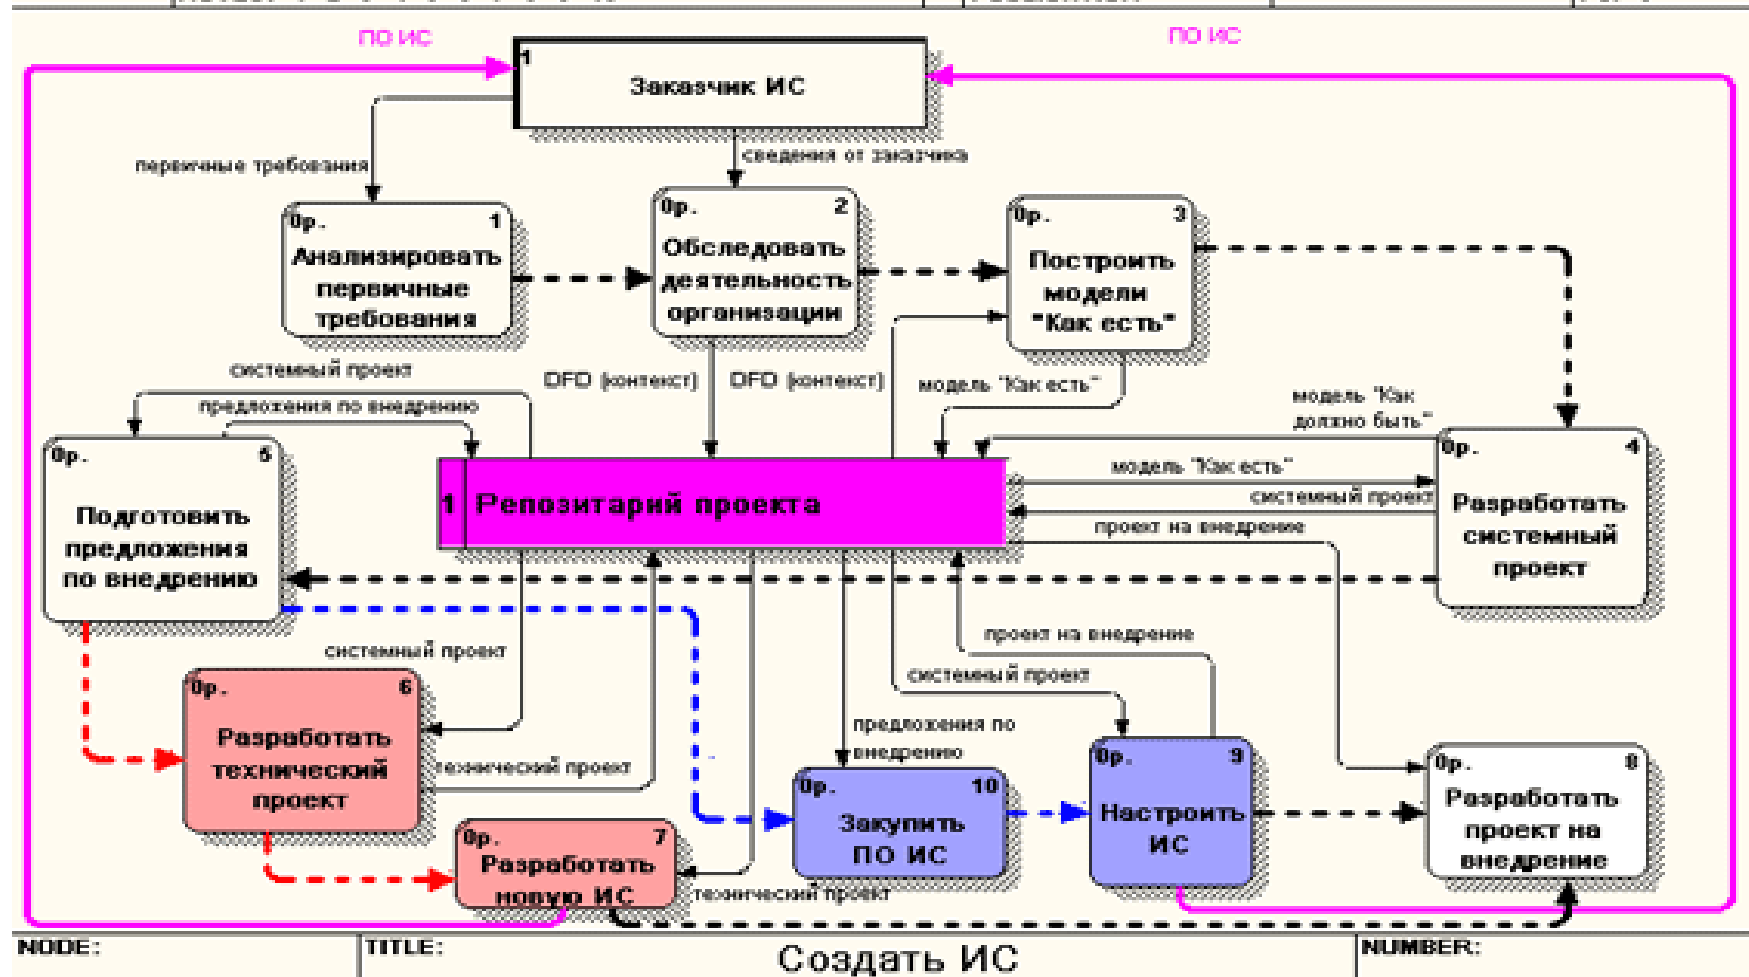 ПО ИС
ПО ИС
1
Заказчик ИС
первичные требования
сведения от заказчика
0р. 1
Анализировать
первичные
требования
0р. 2
Обследовать
деятельность
организации
0р. 3
Построить
модели
"Как есть"
системный проект
предложения по внедрению
DFD (контекст)
DFD (контекст)
модель "Как есть"
модель "Как
должно быть"
0р. 5
Подготовить
предложения
по внедрению
1 Репозитарий проекта
модель "Как есть"
системный проект
проект на внедрение
0р. 4
Разработать
системный
проект
системный проект
проект на внедрение
системный проект
0р. 6
Разработать
технический
проект
технический проект
предложения по
внедрению
0р. 7
Разработать
новую ИС
технический проект
0р. 10
Закупить
ПО ИС
0р. 9
Настроить
ИС
0р. 8
Разработать
проект на
внедрение
NODE:
TITLE:
Создать ИС
NUMBER: